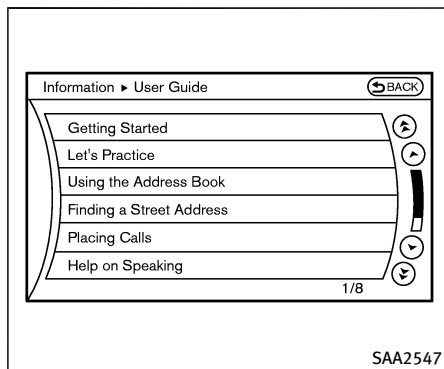 Information ▸ User Guide
BACK
Getting Started
Let's Practice
Using the Address Book
Finding a Street Address
Placing Calls
Help on Speaking
1/8
SAA2547